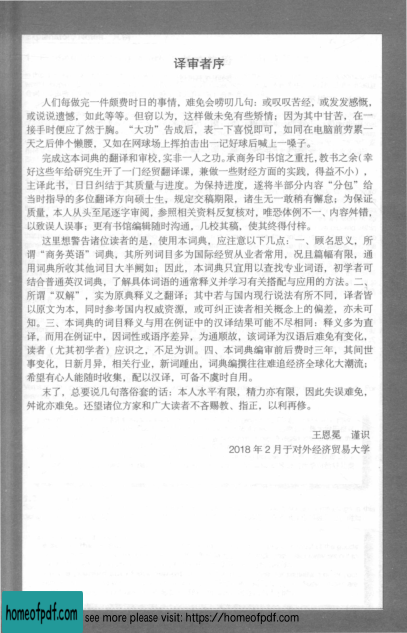 译审者序
人们每做完一件颇费时日的事情，难免会唠叨几句：或叹叹苦经，或发发感慨，
或说说遗憾，如此等等。但窃以为，这样做未免有些矫情；因为其中甘苦，在一
接手时便应了然于胸。“大功”告成后，表一下喜悦即可，如同在电脑前劳累一
天之后伸个懒腰，又如在网球场上挥拍击出一记好球后喊上一嗓子。
完成这本词典的翻译和审校，实非一人之功。承商务印书馆之重托，教书之余(幸
好这些年给研究生开了一门经贸翻译课，兼做一些财经方面的实践，得益不小)，
主译此书，日日纠结于其质量与进度。为保持进度，遂将半部分内容“分包”给
当时指导的多位翻译方向硕士生，规定交稿期限，诸生无一敢稍有懈怠；为保证
质量，本人从头至尾逐字审阅，参照相关资料反复核对，唯恐体例不一、内容舛错，
以致误人误事；更有书馆编辑随时沟通，几校其稿，使其终得付梓。
这里想警告诸位读者的是，使用本词典，应注意以下几点：一、顾名思义，所
谓“商务英语”词典，其所列词目多为国际经贸从业者常用，况且篇幅有限，通
用词典所收其他词目大半阙如；因此，本词典只宜用以查找专业词语，初学者可
结合普通英汉词典，了解具体词语的通常释义并学习有关搭配与应用的方法。二、
所谓“双解”，实为原典释义之翻译；其中若与国内现行说法有所不同，译者皆
以原文为本，同时参考国内权威资源，或可纠正读者相关概念上的偏差，亦未可
知。三、本词典的词目释义与用在例证中的汉译结果可能不尽相同：释义多为直
译，而用在例证中，因词性或语序差异，为通顺故，该词译为汉语后难免有变化，
读者（尤其初学者）应识之，不足为训。四、本词典编审前后费时三年，其间世
事变化，日新月异，相关行业，新词踵出，词典编撰往往难追经济全球化大潮流；
希望有心人能随时收集，配以汉译，可备不虞时自用。
末了，总要说几句落俗套的话：本人水平有限，精力亦有限，因此失误难免，
舛讹亦难免。还望诸位方家和广大读者不吝赐教、指正，以利再修。
王恩冕 谨识
2018 年 2 月于对外经济贸易大学
homeofpdf.com
see more please visit: https://homeofpdf.com